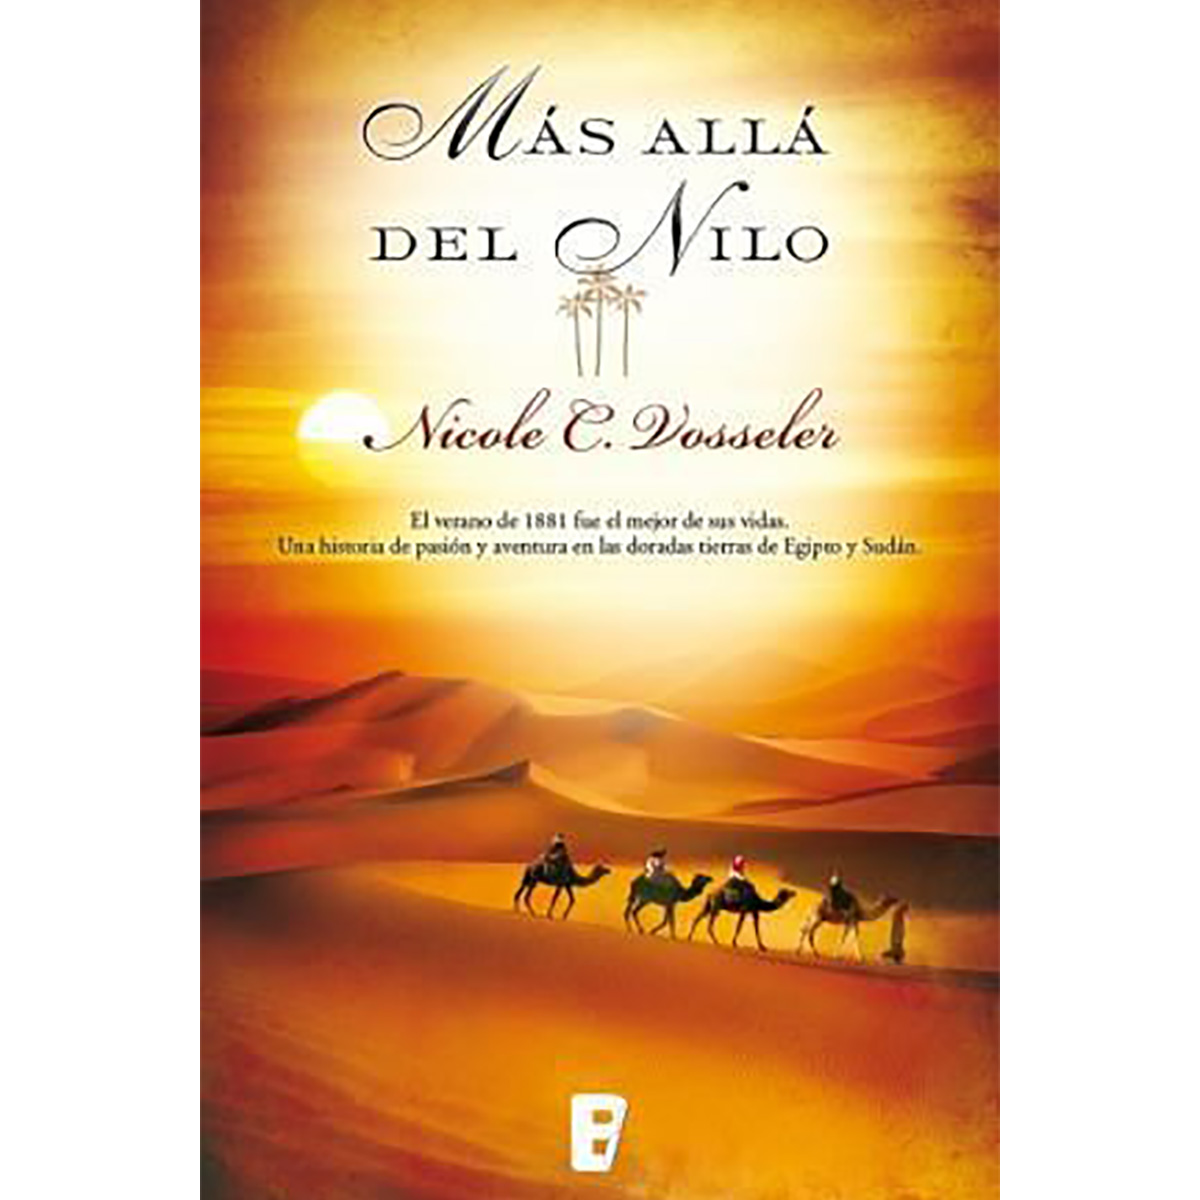 MÁS ALLÁ
DEL NILO
Nicole C. Vosseler
El verano de 1881 fue el mejor de sus vidas.
Una historia de pasión y aventura en las doradas tierras de Egipto y Sudán.
B